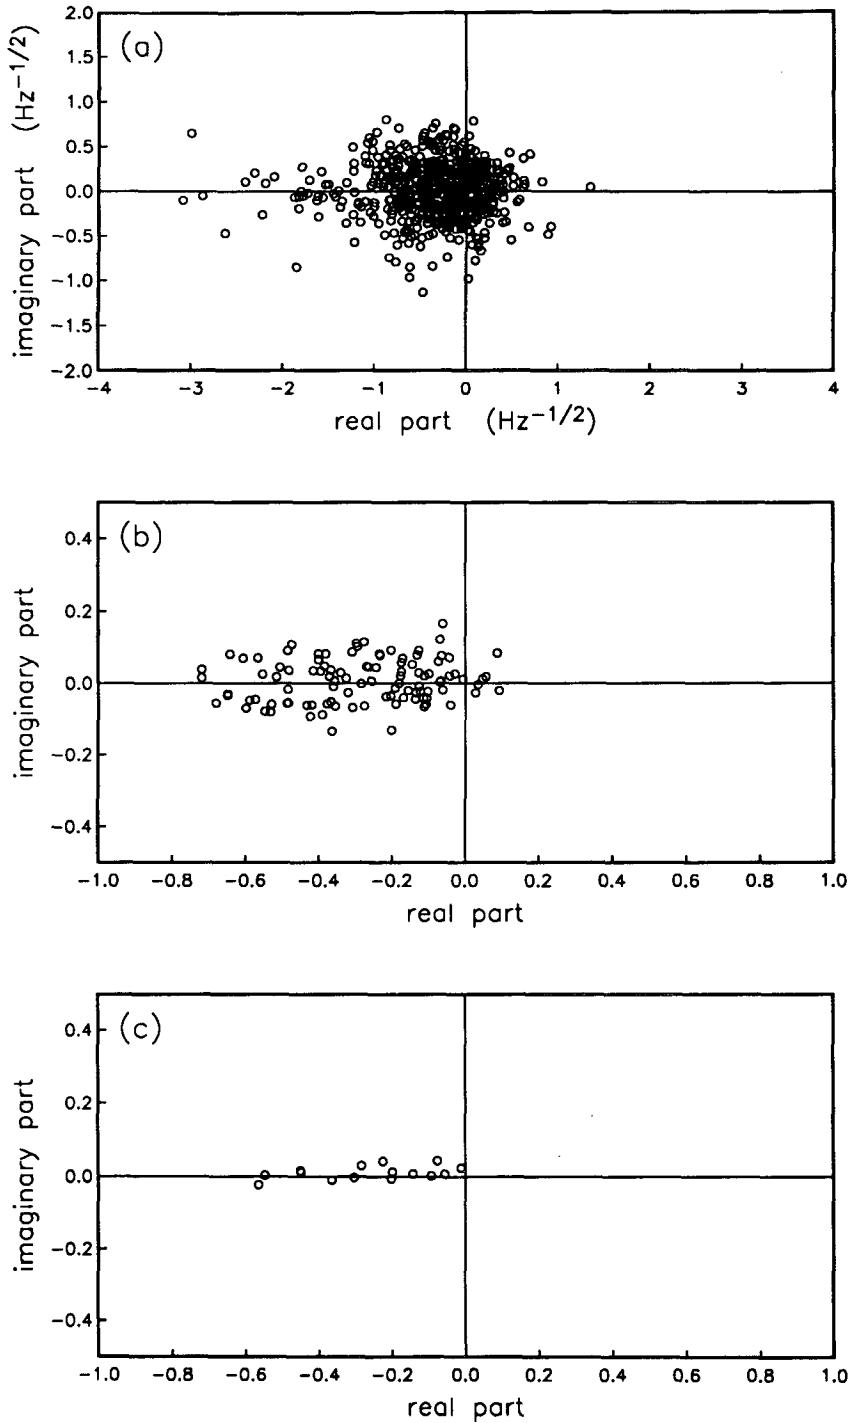 (a)
imaginary part (Hz−1/2)
2.0
1.5
1.0
0.5
0.0
−0.5
−1.0
−1.5
−2.0
−4 −3 −2 −1 0 1 2 3 4
real part (Hz−1/2)
(b)
imaginary part
0.4
0.2
0.0
−0.2
−0.4
−1.0 −0.8 −0.6 −0.4 −0.2 0.0 0.2 0.4 0.6 0.8 1.0
real part
(c)
imaginary part
0.4
0.2
0.0
−0.2
−0.4
−1.0 −0.8 −0.6 −0.4 −0.2 0.0 0.2 0.4 0.6 0.8 1.0
real part